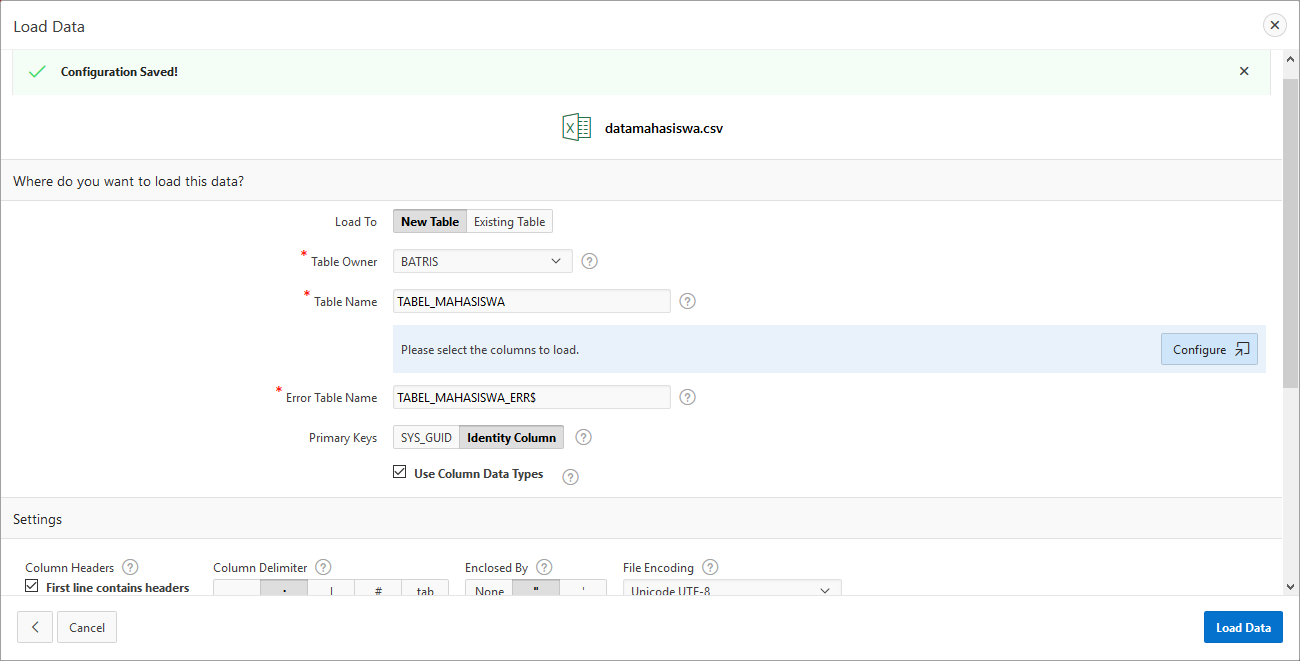 Load Data
Configuration Saved!
datamahasiswa.csv
Where do you want to load this data?
Load To New Table Existing Table
* Table Owner BATRIS ?
* Table Name TABEL_MAHASISWA ?
Please select the columns to load. Configure
* Error Table Name TABEL_MAHASISWA_ERR$ ?
Primary Keys SYS_GUID Identity Column ?
Use Column Data Types ?
Settings
Column Headers ? Column Delimiter ? Enclosed By ? File Encoding ?
First line contains headers | # tab None " ' Unicode UTF-8
Cancel Load Data